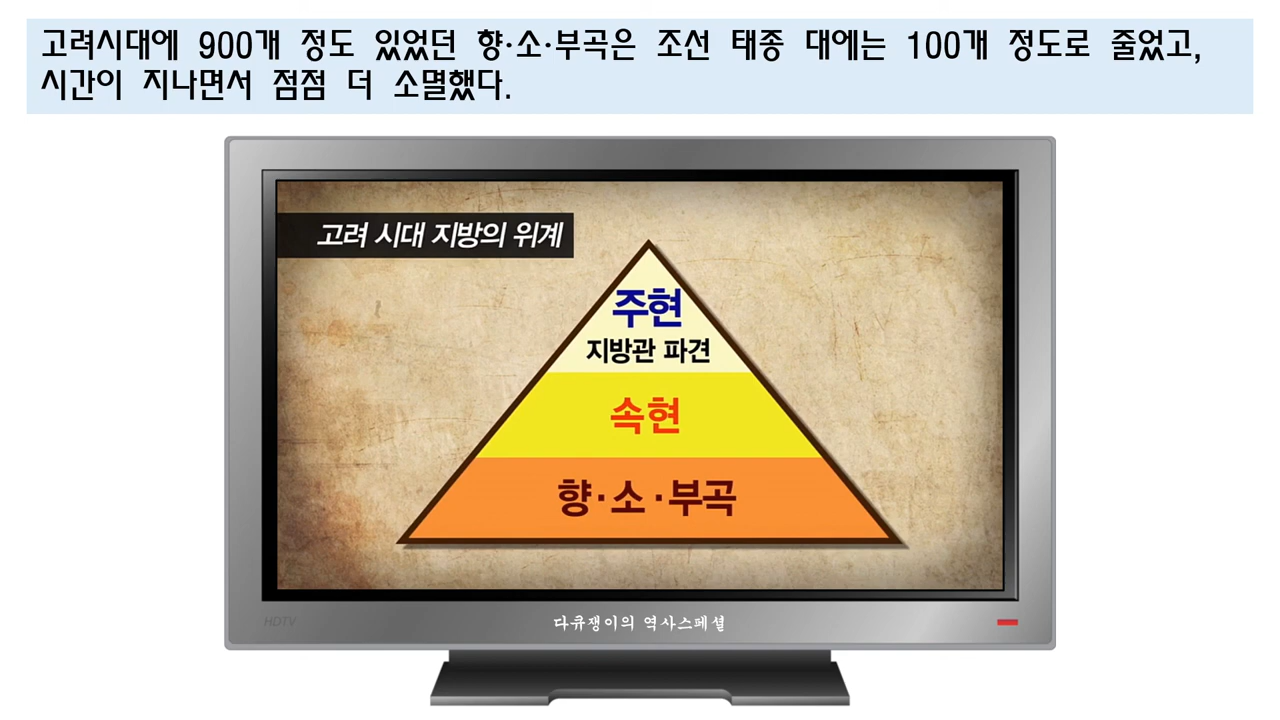 고려시대에 900개 정도 있었던 향·소·부곡은 조선 태종 대에는 100개 정도로 줄었고,
시간이 지나면서 점점 더 소멸했다.
고려 시대 지방의 위계
주현
지방관 파견
속현
향·소·부곡
HDTV
다큐쟁이의 역사스페셜